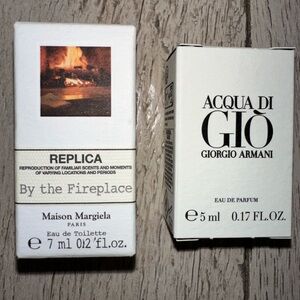 REPLICA
REPRODUCTION OF FAMILIAR SCENTS AND MOMENTS
OF VARYING LOCATIONS AND PERIODS
By the Fireplace
Maison Margiela
PARIS
Eau de Toilette
℮ 7 ml 0.2 fl.oz.
ACQUA DI
GIÒ
GIORGIO ARMANI
EAU DE PARFUM
℮ 5 ml 0.17 FL.OZ.